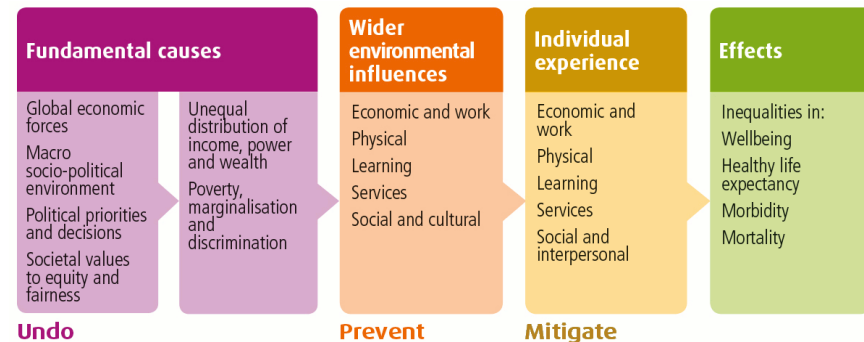 Fundamental causes
Global economic
forces
Macro
socio-political
environment
Political priorities
and decisions
Societal values
to equity and
fairness
Unequal
distribution of
income, power
and wealth
Poverty,
marginalisation
and
discrimination
Undo
Wider
environmental
influences
Economic and work
Physical
Learning
Services
Social and cultural
Prevent
Individual
experience
Economic and
work
Physical
Learning
Services
Social and
interpersonal
Mitigate
Effects
Inequalities in:
Wellbeing
Healthy life
expectancy
Morbidity
Mortality